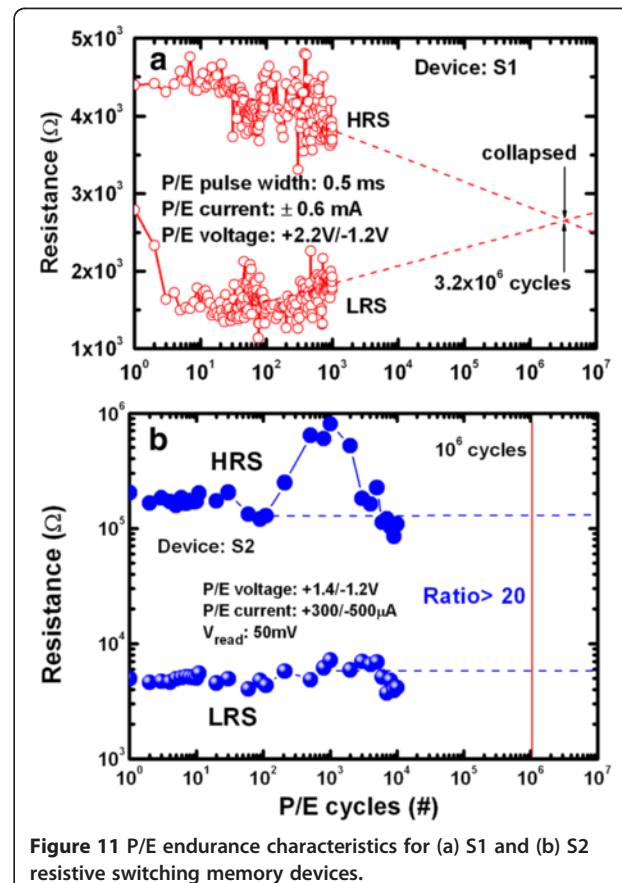 5x10³
a
Device: S1
4x10³
HRS
collapsed
P/E pulse width: 0.5 ms
3x10³
P/E current: ± 0.6 mA
P/E voltage: +2.2V/-1.2V
2x10³
LRS
3.2x10⁶ cycles
1x10³
Resistance (Ω)
10⁰ 10¹ 10² 10³ 10⁴ 10⁵ 10⁶ 10⁷
10⁶
b
10⁶ cycles
HRS
10⁵
Device: S2
P/E voltage: +1.4/-1.2V
P/E current: +300/-500µA
V_read: 50mV
Ratio> 20
10⁴
LRS
10³
Resistance (Ω)
10⁰ 10¹ 10² 10³ 10⁴ 10⁵ 10⁶ 10⁷
P/E cycles (#)
Figure 11 P/E endurance characteristics for (a) S1 and (b) S2
resistive switching memory devices.